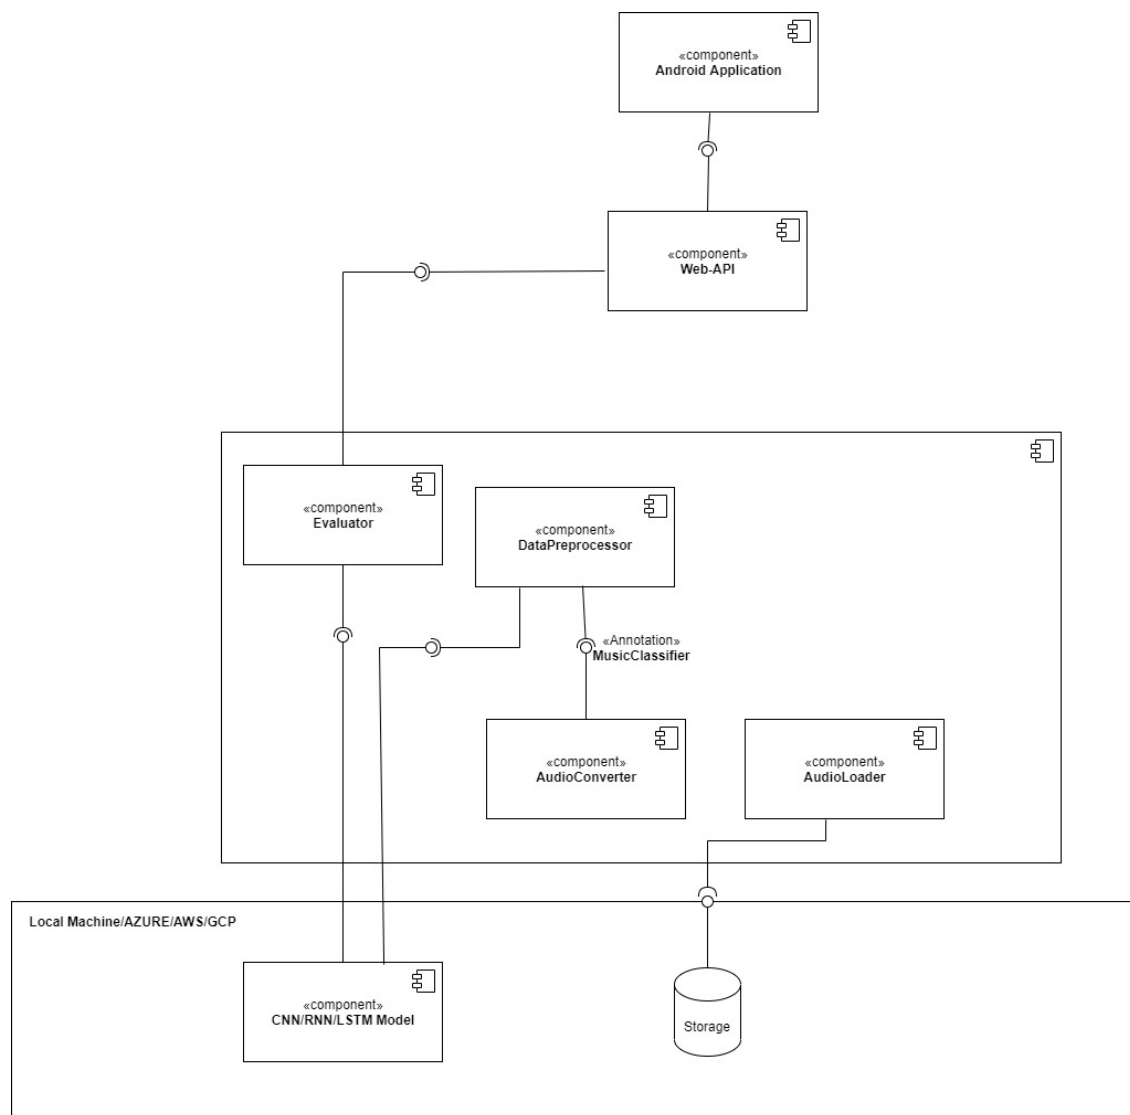 «component»
Android Application
«component»
Web-API
«component»
Evaluator
«component»
DataPreprocessor
«Annotation»
MusicClassifier
«component»
AudioConverter
«component»
AudioLoader
Local Machine/AZURE/AWS/GCP
«component»
CNN/RNN/LSTM Model
Storage